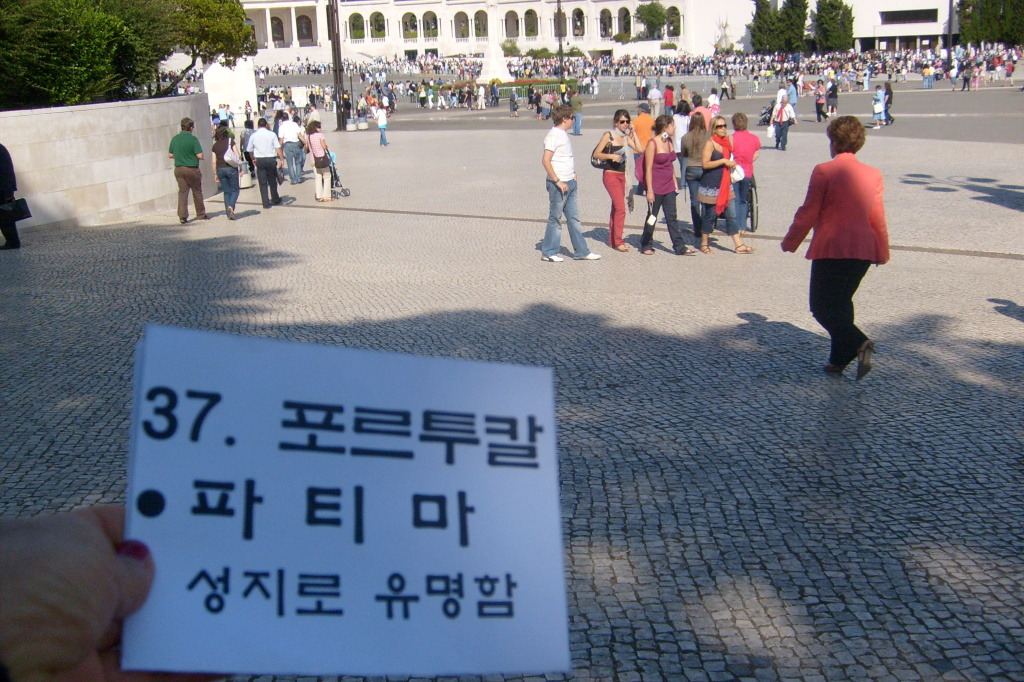 37. 포르투칼
• 파 티 마
성지로 유명함